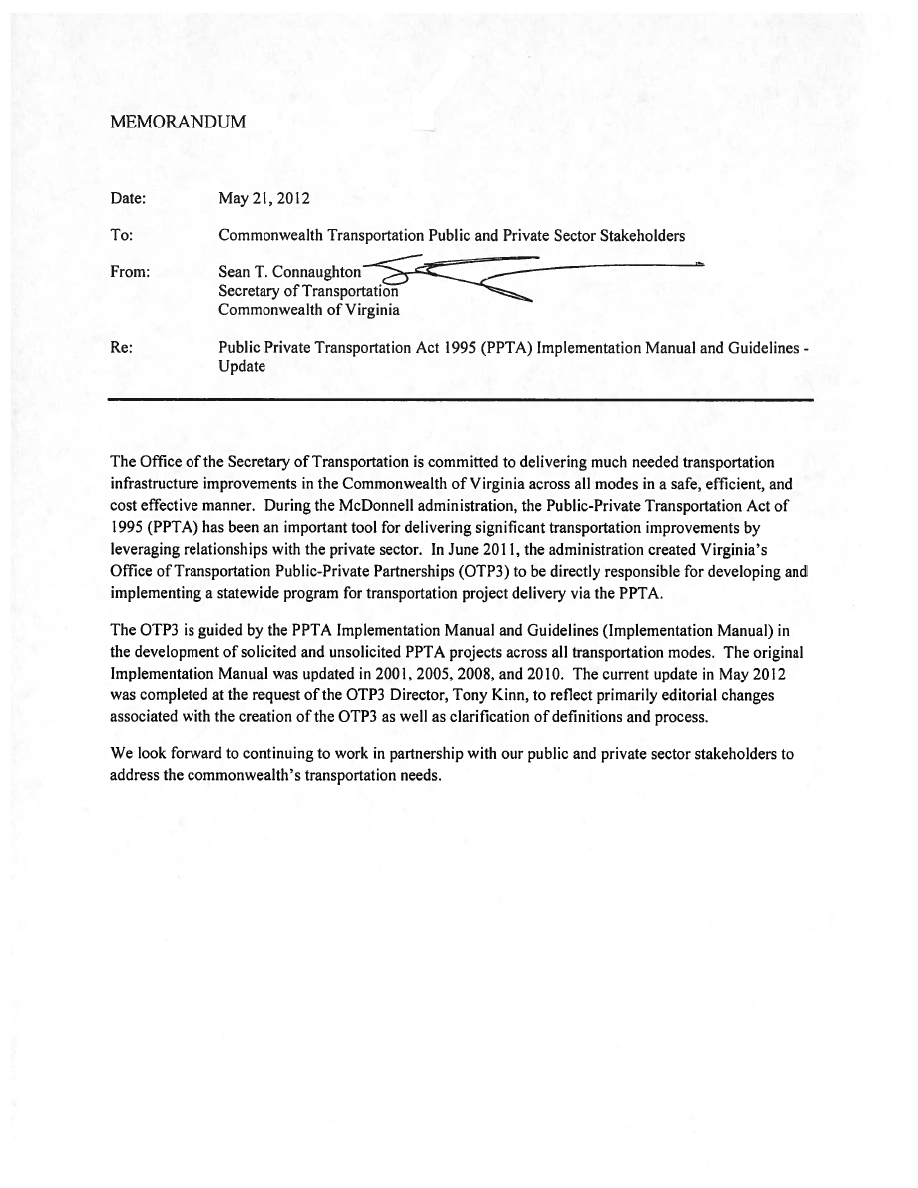 MEMORANDUM
Date: May 21, 2012
To: Commonwealth Transportation Public and Private Sector Stakeholders
From: Sean T. Connaughton
Secretary of Transportation
Commonwealth of Virginia
Re: Public Private Transportation Act 1995 (PPTA) Implementation Manual and Guidelines -
Update
The Office of the Secretary of Transportation is committed to delivering much needed transportation
infrastructure improvements in the Commonwealth of Virginia across all modes in a safe, efficient, and
cost effective manner. During the McDonnell administration, the Public-Private Transportation Act of
1995 (PPTA) has been an important tool for delivering significant transportation improvements by
leveraging relationships with the private sector. In June 2011, the administration created Virginia's
Office of Transportation Public-Private Partnerships (OTP3) to be directly responsible for developing and
implementing a statewide program for transportation project delivery via the PPTA.
The OTP3 is guided by the PPTA Implementation Manual and Guidelines (Implementation Manual) in
the development of solicited and unsolicited PPTA projects across all transportation modes. The original
Implementation Manual was updated in 2001, 2005, 2008, and 2010. The current update in May 2012
was completed at the request of the OTP3 Director, Tony Kinn, to reflect primarily editorial changes
associated with the creation of the OTP3 as well as clarification of definitions and process.
We look forward to continuing to work in partnership with our public and private sector stakeholders to
address the commonwealth's transportation needs.